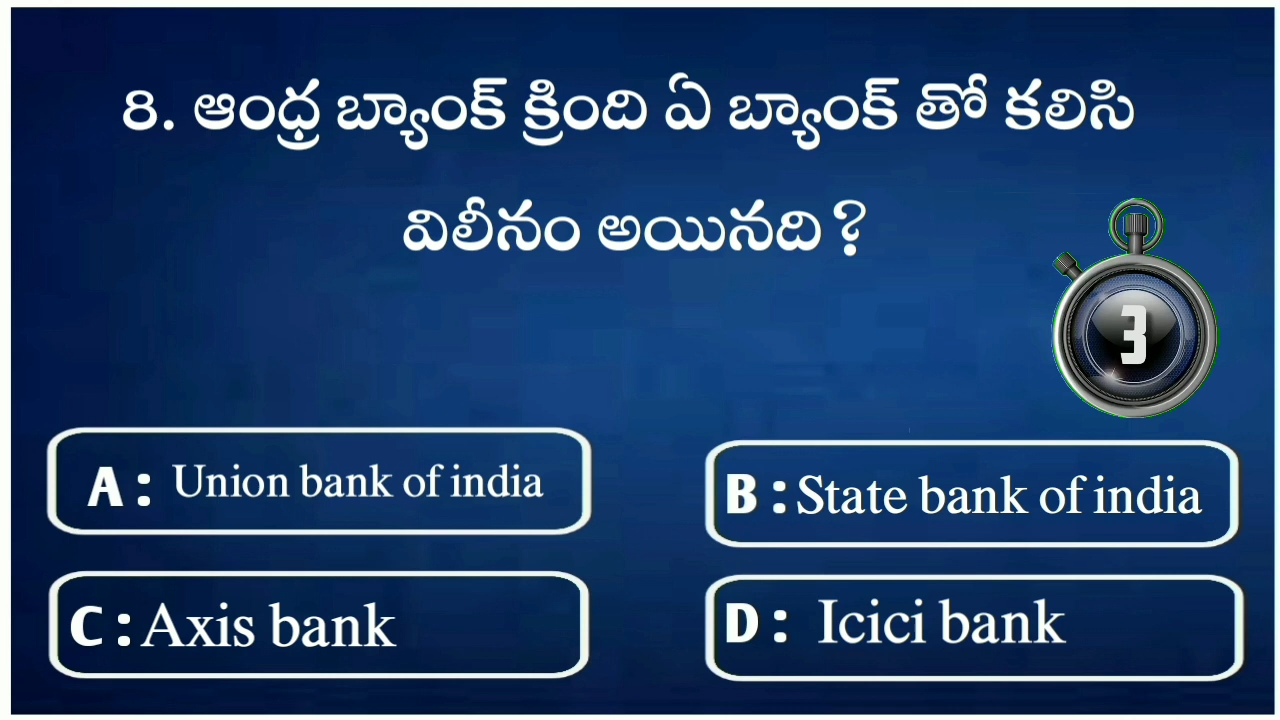 8. ఆంధ్ర బ్యాంక్ క్రింది ఏ బ్యాంక్ తో కలిసి
విలీనం అయినది?
3
A : Union bank of india
B : State bank of india
C : Axis bank
D : Icici bank